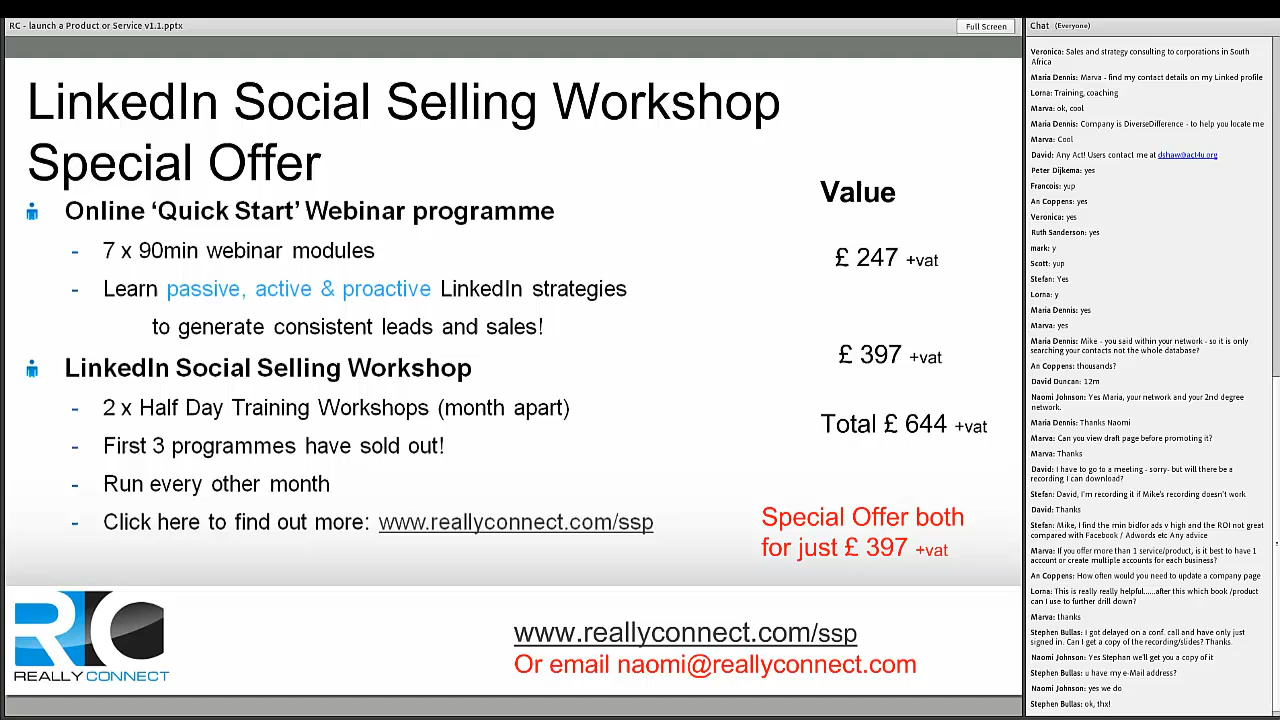 RC - launch a Product or Service v1.1.pptx
Full Screen
LinkedIn Social Selling Workshop
Special Offer
Value
Online ‘Quick Start’ Webinar programme
- 7 x 90min webinar modules
£ 247 +vat
- Learn passive, active & proactive LinkedIn strategies
to generate consistent leads and sales!
LinkedIn Social Selling Workshop
£ 397 +vat
- 2 x Half Day Training Workshops (month apart)
Total £ 644 +vat
- First 3 programmes have sold out!
- Run every other month
- Click here to find out more: www.reallyconnect.com/ssp
Special Offer both
for just £ 397 +vat
RC
REALLYCONNECT
www.reallyconnect.com/ssp
Or email naomi@reallyconnect.com
Chat (Everyone)
Veronica: Sales and strategy consulting to corporations in South
Africa
Maria Dennis: Marva - find my contact details on my Linked profile
Lorna: Training, coaching
Marva: ok, cool
Maria Dennis: Company is DiverseDifference - to help you locate me
Marva: Cool
David: Any Act! Users contact me at dshaw@act4u.org
Peter Dijkema: yes
Francois: yup
An Coppens: yes
Veronica: yes
Ruth Sanderson: yes
mark: y
Scott: yup
Stefan: Yes
Lorna: y
Maria Dennis: yes
Marva: yes
Maria Dennis: Mike - you said within your network - so it is only
searching your contacts not the whole database?
An Coppens: thousands?
David Duncan: 12m
Naomi Johnson: Yes Maria, your network and your 2nd degree
network.
Maria Dennis: Thanks Naomi
Marva: Can you view draft page before promoting it?
Marva: Thanks
David: I have to go to a meeting - sorry- but will there be a
recording I can download?
Stefan: David, I'm recording it if Mike's recording doesn't work
David: Thanks
Stefan: Mike, I find the min bidfor ads v high and the ROI not great
compared with Facebook / Adwords etc Any advice
Marva: If you offer more than 1 service/product, is it best to have 1
account or create multiple accounts for each business?
An Coppens: How often would you need to update a company page
Lorna: This is really really helpful......after this which book /product
can I use to further drill down?
Marva: thanks
Stephen Bullas: I got delayed on a conf. call and have only just
signed in. Can I get a copy of the recording/slides? Thanks.
Naomi Johnson: Yes Stephan we'll get you a copy of it
Stephen Bullas: u have my e-Mail address?
Naomi Johnson: yes we do
Stephen Bullas: ok, thx!